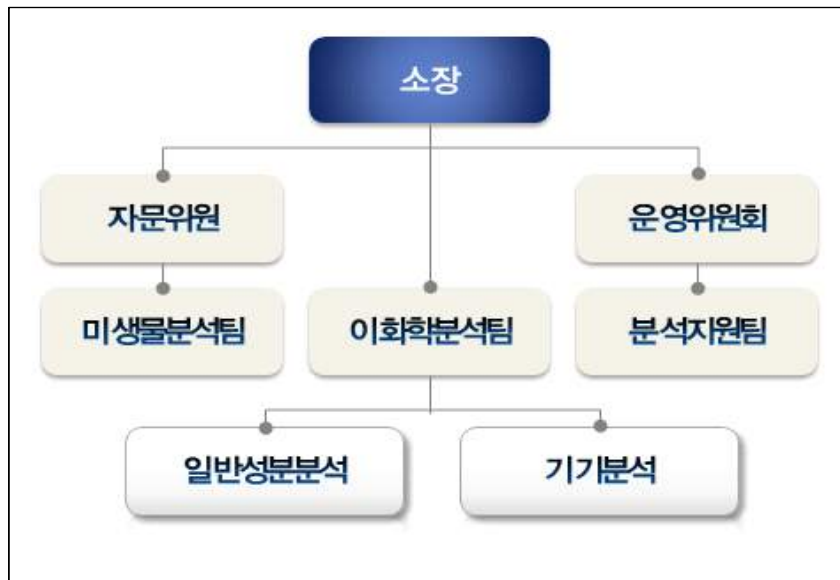 소장
자문위원
운영위원회
미생물분석팀
이화학분석팀
분석지원팀
일반성분분석
기기분석